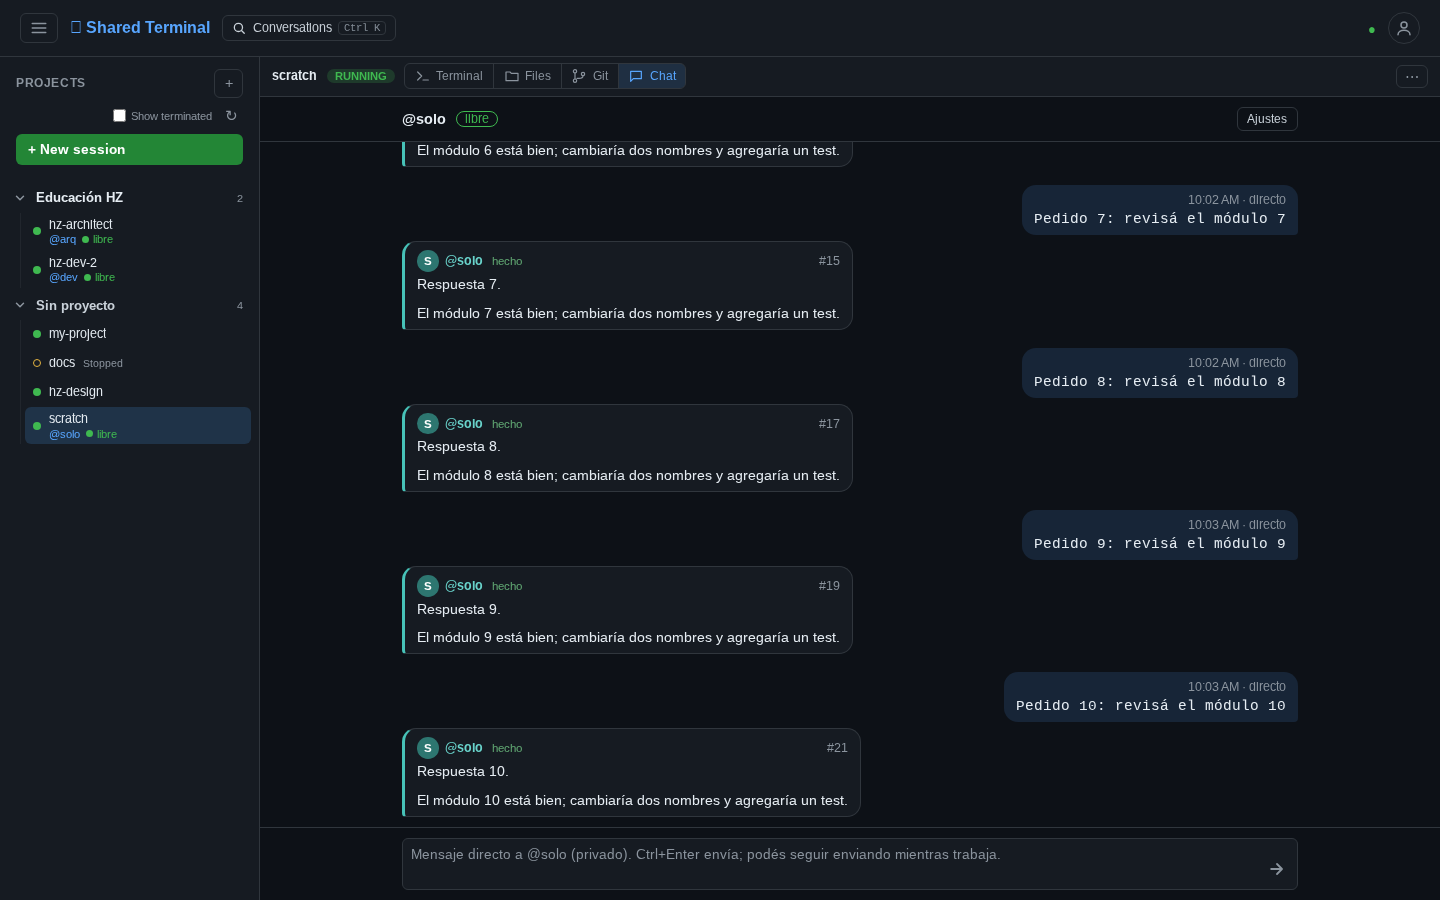 Shared Terminal
Conversations Ctrl K
PROJECTS
+
Show terminated ↻
+ New session
Educación HZ 2
hz-architect
@arq libre
hz-dev-2
@dev libre
Sin proyecto 4
my-project
docs Stopped
hz-design
scratch
@solo libre
scratch RUNNING Terminal Files Git Chat ⋯
@solo libre Ajustes
El módulo 6 está bien; cambiaría dos nombres y agregaría un test.
10:02 AM · directo
Pedido 7: revisá el módulo 7
S @solo hecho #15
Respuesta 7.
El módulo 7 está bien; cambiaría dos nombres y agregaría un test.
10:02 AM · directo
Pedido 8: revisá el módulo 8
S @solo hecho #17
Respuesta 8.
El módulo 8 está bien; cambiaría dos nombres y agregaría un test.
10:03 AM · directo
Pedido 9: revisá el módulo 9
S @solo hecho #19
Respuesta 9.
El módulo 9 está bien; cambiaría dos nombres y agregaría un test.
10:03 AM · directo
Pedido 10: revisá el módulo 10
S @solo hecho #21
Respuesta 10.
El módulo 10 está bien; cambiaría dos nombres y agregaría un test.
Mensaje directo a @solo (privado). Ctrl+Enter envía; podés seguir enviando mientras trabaja.